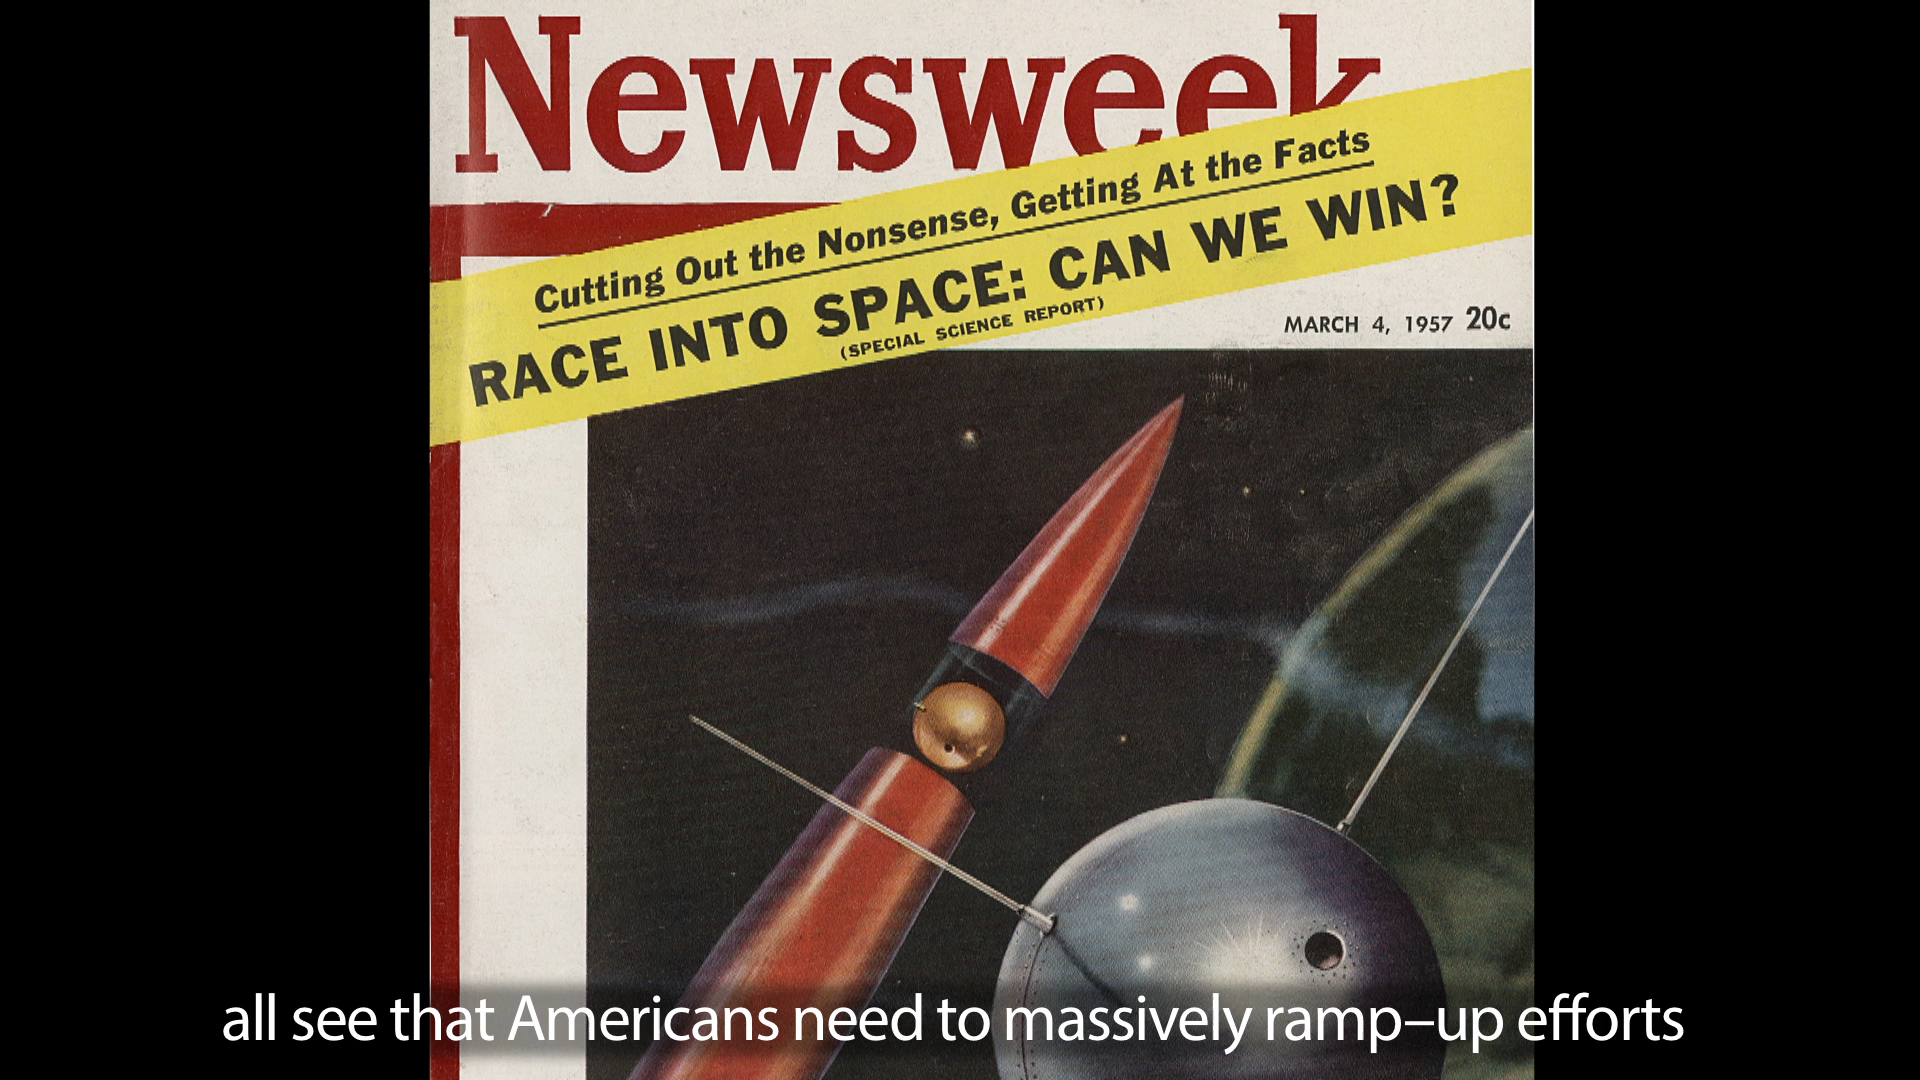 Newsweek
Cutting Out the Nonsense, Getting At the Facts
RACE INTO SPACE: CAN WE WIN?
(SPECIAL SCIENCE REPORT)
MARCH 4, 1957 20c
all see that Americans need to massively ramp–up efforts